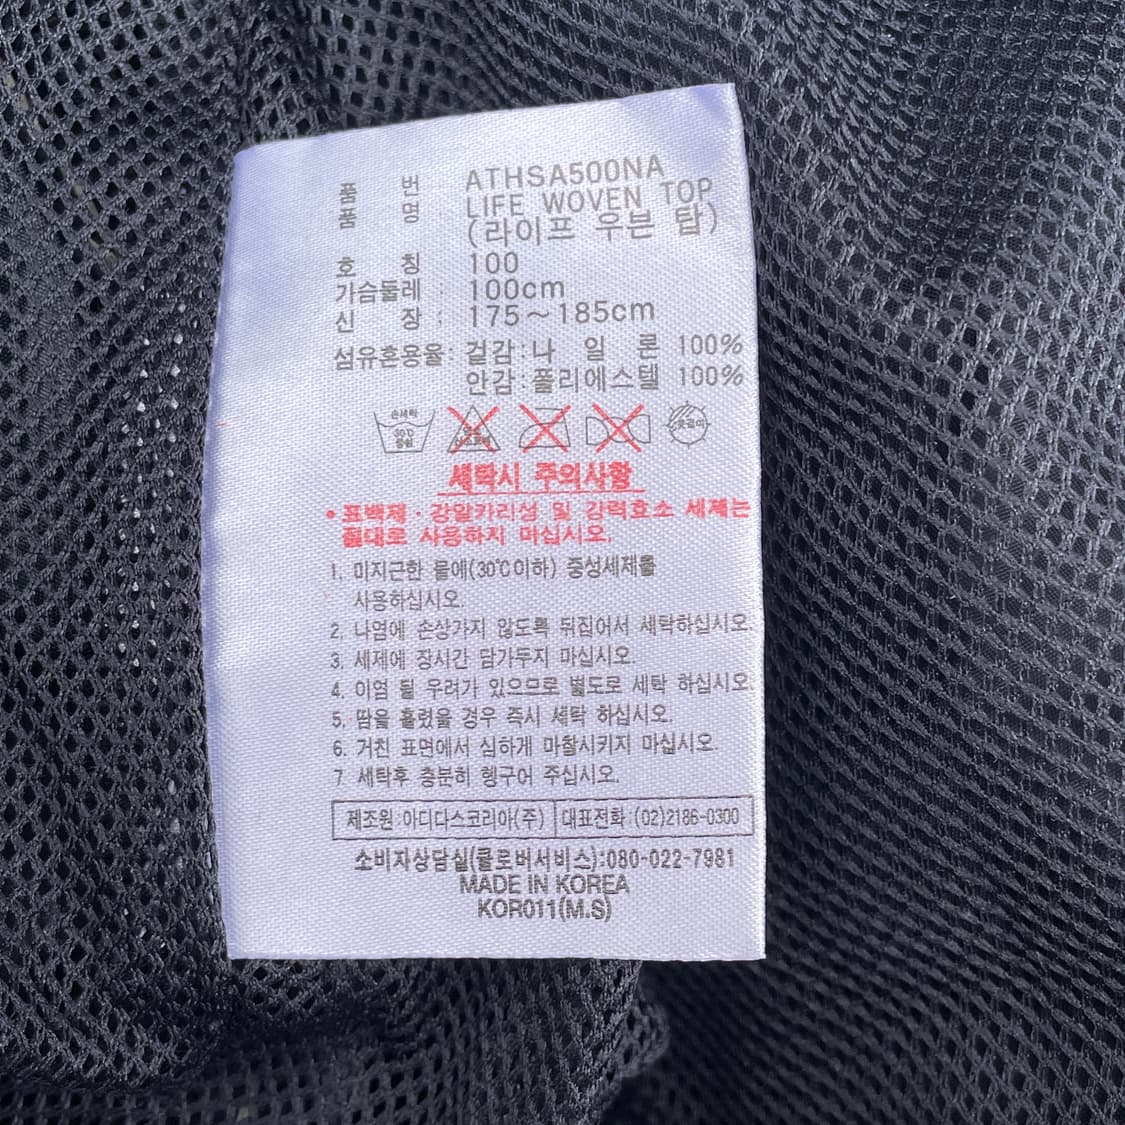 품 번 ATHSA500NA
품 명 LIFE WOVEN TOP
(라이프 우븐 탑)
호 칭 100
가슴둘레 : 100cm
신 장 : 175~185cm
섬유혼용율: 겉감:나 일 론 100%
안감:폴리에스텔 100%
손세탁 30℃ 중성
옷걸이
세탁시 주의사항
• 표백제 · 강알카리성 및 강력효소 세제는
절대로 사용하지 마십시오.
1. 미지근한 물에(30℃이하) 중성세제를
사용하십시오.
2. 나염에 손상가지 않도록 뒤집어서 세탁하십시오.
3. 세제에 장시간 담가두지 마십시오.
4. 이염 될 우려가 있으므로 별도로 세탁 하십시오.
5. 땀을 흘렸을 경우 즉시 세탁 하십시오.
6. 거친 표면에서 심하게 마찰시키지 마십시오.
7 세탁후 충분히 헹구어 주십시오.
제조원:아디다스코리아(주) 대표전화:(02)2186-0300
소비자상담실(클로버서비스):080-022-7981
MADE IN KOREA
KOR011(M.S)